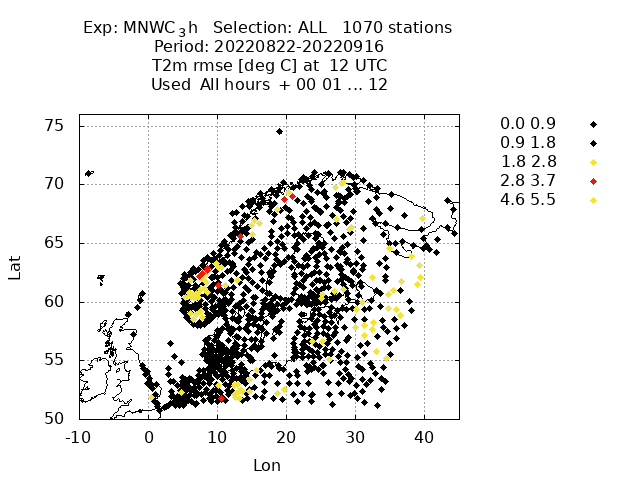 Exp: MNWC_3h Selection: ALL 1070 stations
Period: 20220822-20220916
T2m rmse [deg C] at 12 UTC
Used All hours + 00 01 ... 12
0.0 0.9
0.9 1.8
1.8 2.8
2.8 3.7
4.6 5.5
75
70
65
60
55
50
Lat
-10 0 10 20 30 40
Lon